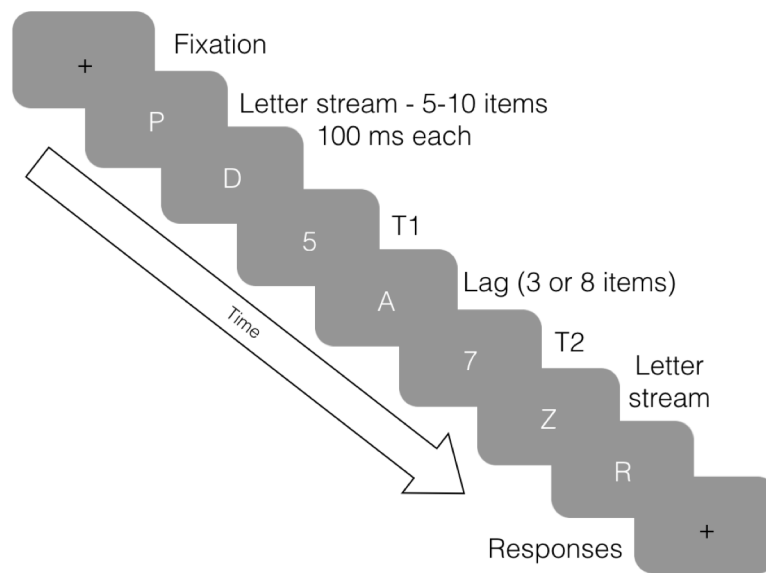 +
Fixation
P
Letter stream - 5-10 items
100 ms each
D
5
T1
A
Lag (3 or 8 items)
Time
7
T2
Z
Letter
stream
R
+
Responses